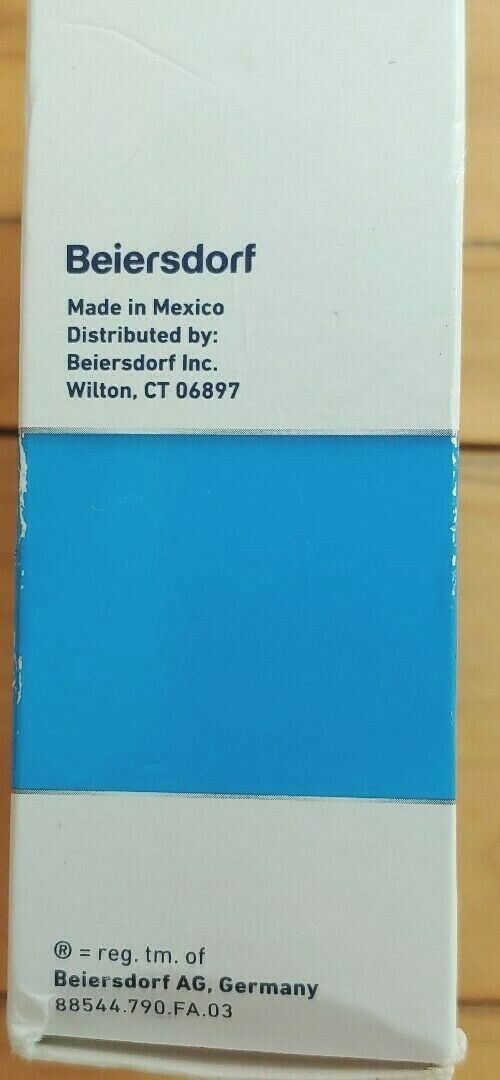 Beiersdorf
Made in Mexico
Distributed by:
Beiersdorf Inc.
Wilton, CT 06897
® = reg. tm. of
Beiersdorf AG, Germany
88544.790.FA.03